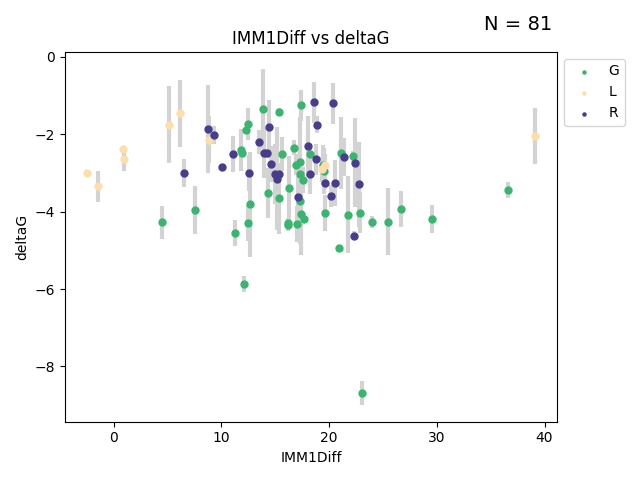 N = 81
IMM1Diff vs deltaG
G
L
R
deltaG
0
−2
−4
−6
−8
0 10 20 30 40
IMM1Diff